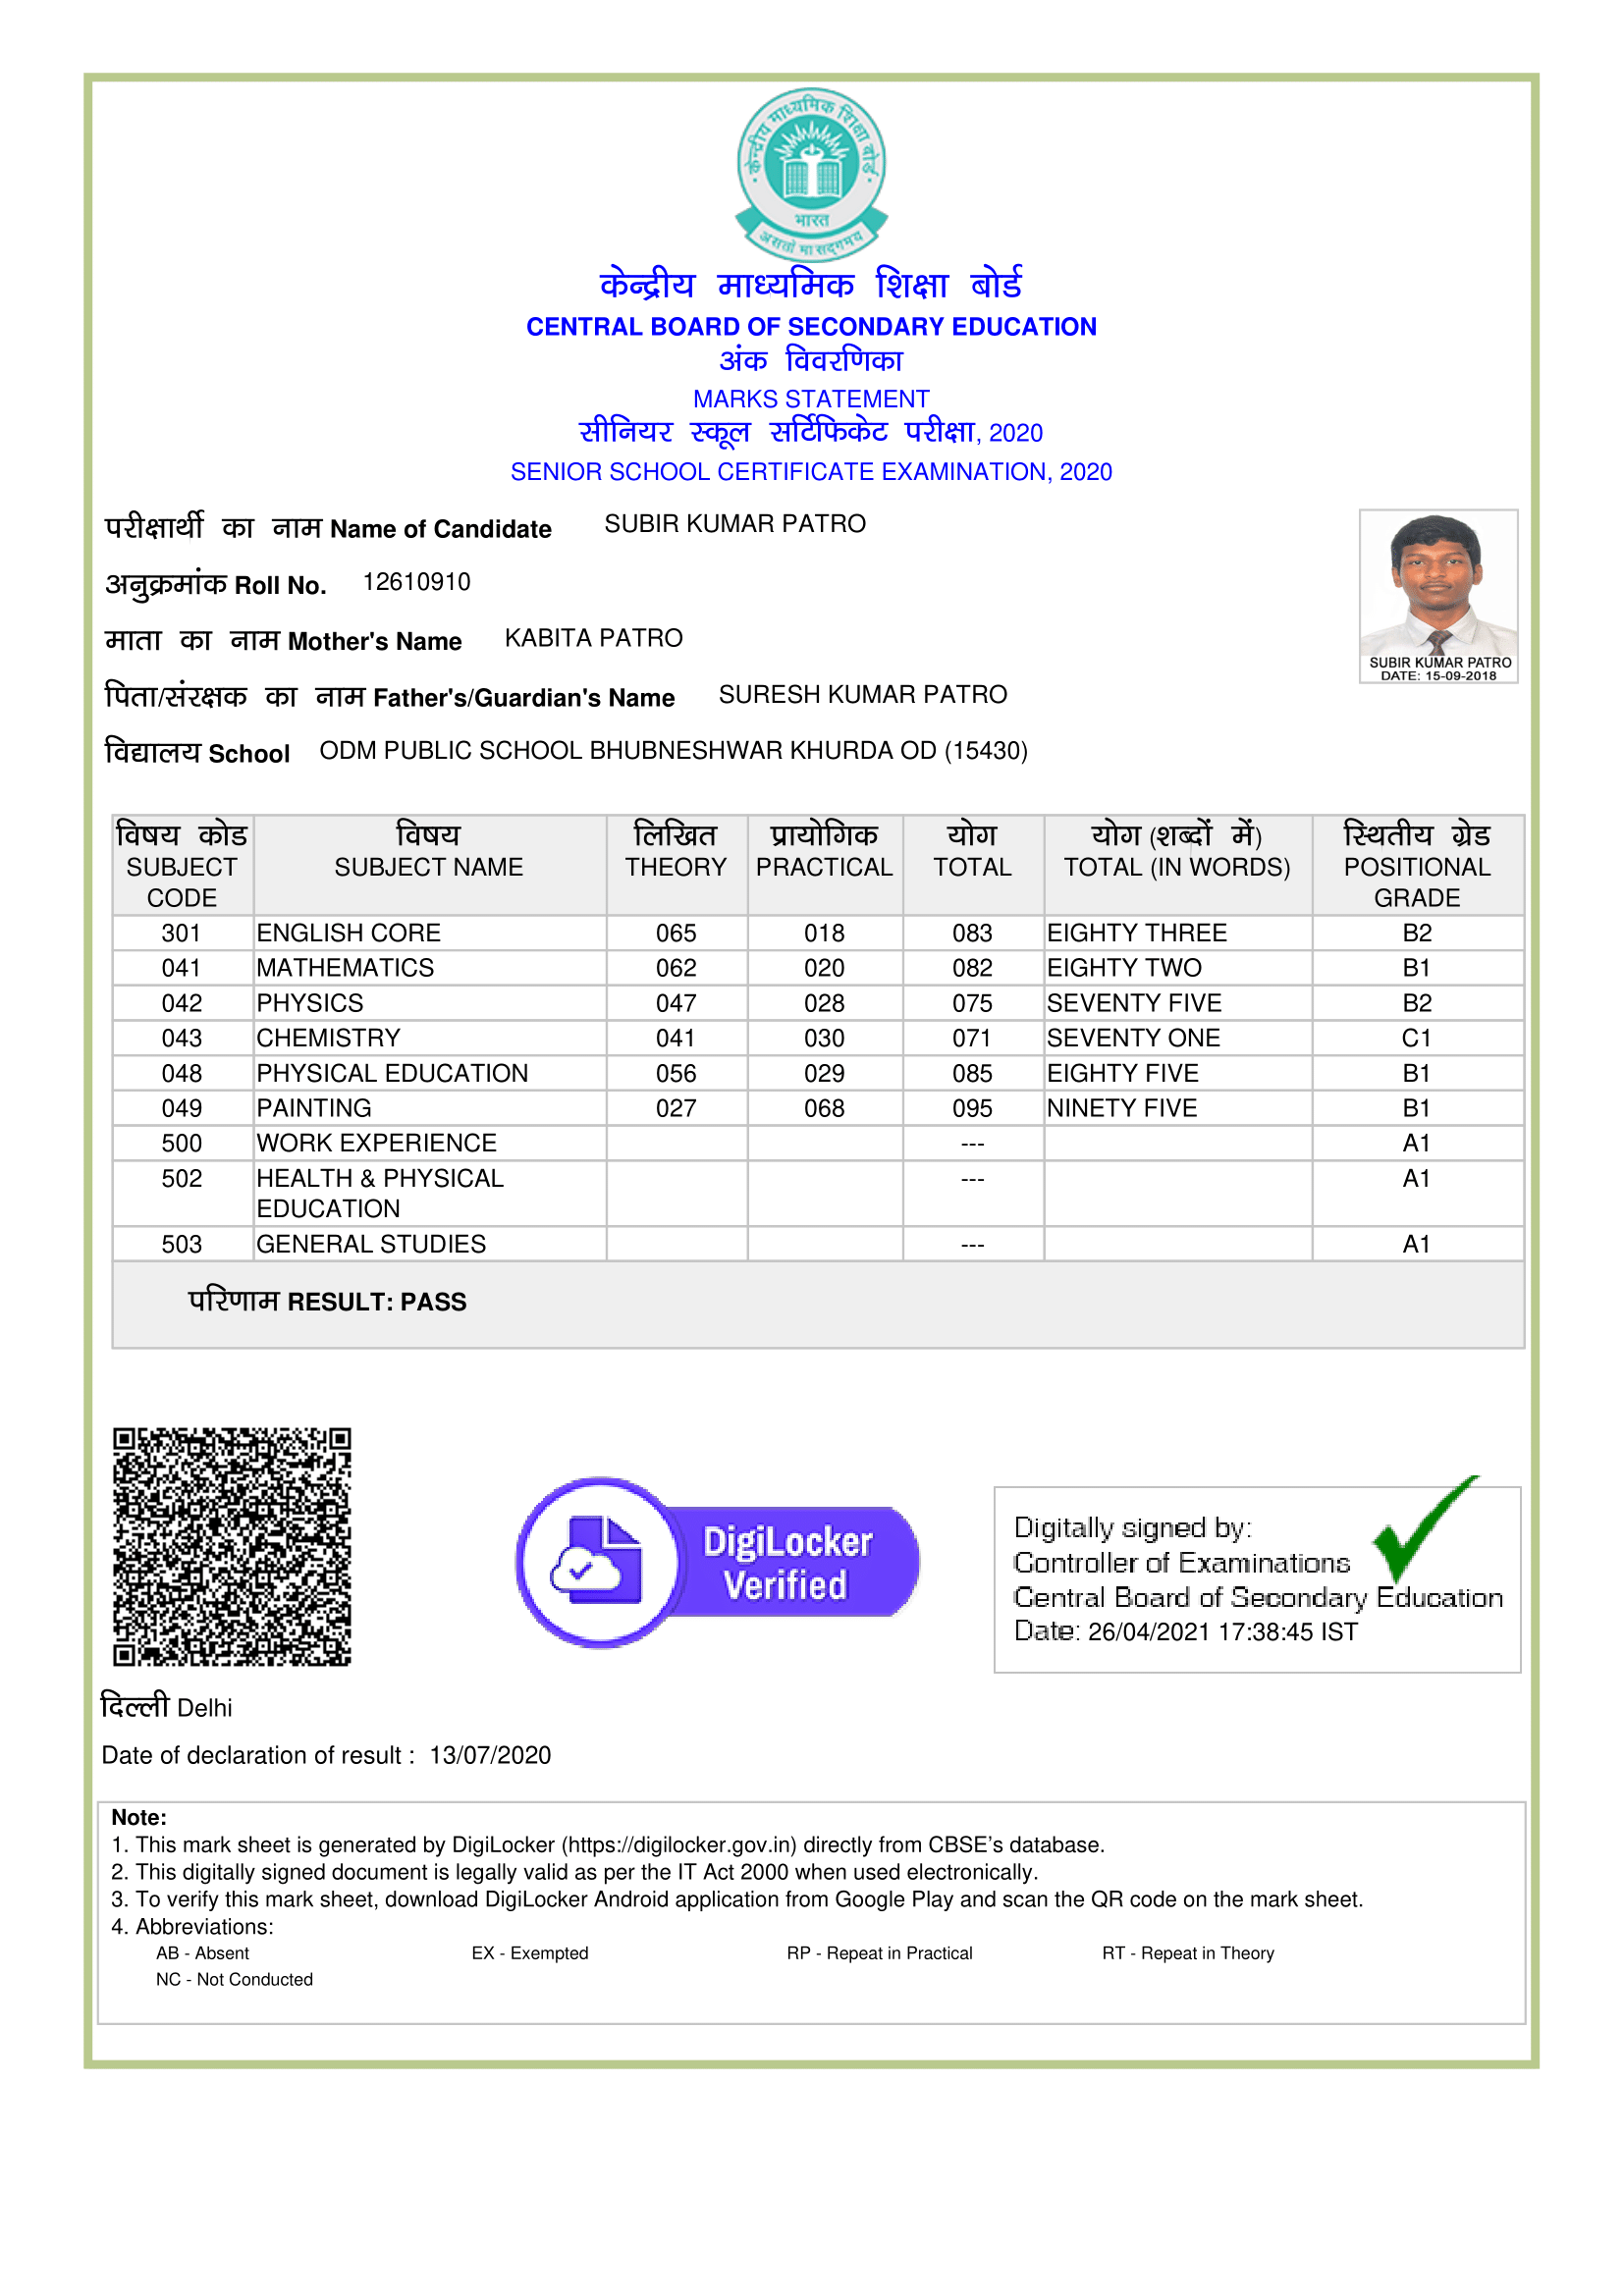 केन्द्रीय माध्यमिक शिक्षा बोर्ड
भारत
असतो मा सद्गमय
केन्द्रीय माध्यमिक शिक्षा बोर्ड
CENTRAL BOARD OF SECONDARY EDUCATION
अंक विवरणिका
MARKS STATEMENT
सीनियर स्कूल सर्टिफिकेट परीक्षा, 2020
SENIOR SCHOOL CERTIFICATE EXAMINATION, 2020
परीक्षार्थी का नाम Name of Candidate SUBIR KUMAR PATRO
अनुक्रमांक Roll No. 12610910
माता का नाम Mother's Name KABITA PATRO
SUBIR KUMAR PATRO
DATE: 15-09-2018
पिता/संरक्षक का नाम Father's/Guardian's Name SURESH KUMAR PATRO
विद्यालय School ODM PUBLIC SCHOOL BHUBNESHWAR KHURDA OD (15430)
विषय कोड विषय लिखित प्रायोगिक योग योग (शब्दों में) स्थितीय ग्रेड
SUBJECT SUBJECT NAME THEORY PRACTICAL TOTAL TOTAL (IN WORDS) POSITIONAL
CODE GRADE
301 ENGLISH CORE 065 018 083 EIGHTY THREE B2
041 MATHEMATICS 062 020 082 EIGHTY TWO B1
042 PHYSICS 047 028 075 SEVENTY FIVE B2
043 CHEMISTRY 041 030 071 SEVENTY ONE C1
048 PHYSICAL EDUCATION 056 029 085 EIGHTY FIVE B1
049 PAINTING 027 068 095 NINETY FIVE B1
500 WORK EXPERIENCE --- A1
502 HEALTH & PHYSICAL --- A1
EDUCATION
503 GENERAL STUDIES --- A1
परिणाम RESULT: PASS
DigiLocker
Verified
Digitally signed by:
Controller of Examinations
Central Board of Secondary Education
Date: 26/04/2021 17:38:45 IST
दिल्ली Delhi
Date of declaration of result : 13/07/2020
Note:
1. This mark sheet is generated by DigiLocker (https://digilocker.gov.in) directly from CBSE’s database.
2. This digitally signed document is legally valid as per the IT Act 2000 when used electronically.
3. To verify this mark sheet, download DigiLocker Android application from Google Play and scan the QR code on the mark sheet.
4. Abbreviations:
AB - Absent EX - Exempted RP - Repeat in Practical RT - Repeat in Theory
NC - Not Conducted